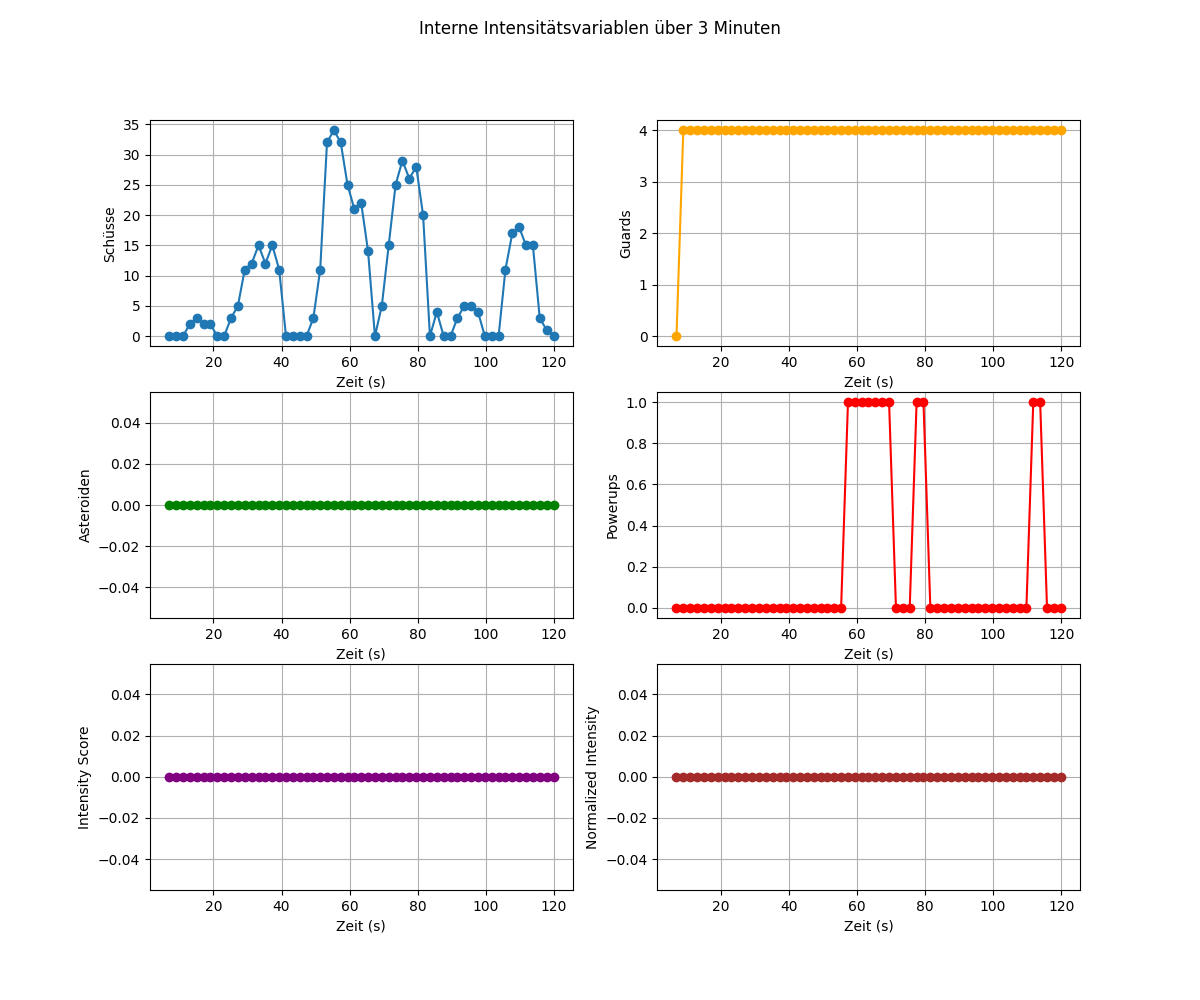 Interne Intensitätsvariablen über 3 Minuten
Schüsse
35
30
25
20
15
10
5
0
20 40 60 80 100 120
Zeit (s)
Guards
4
3
2
1
0
20 40 60 80 100 120
Zeit (s)
Asteroiden
0.04
0.02
0.00
−0.02
−0.04
20 40 60 80 100 120
Zeit (s)
Powerups
1.0
0.8
0.6
0.4
0.2
0.0
20 40 60 80 100 120
Zeit (s)
Intensity Score
0.04
0.02
0.00
−0.02
−0.04
20 40 60 80 100 120
Zeit (s)
Normalized Intensity
0.04
0.02
0.00
−0.02
−0.04
20 40 60 80 100 120
Zeit (s)